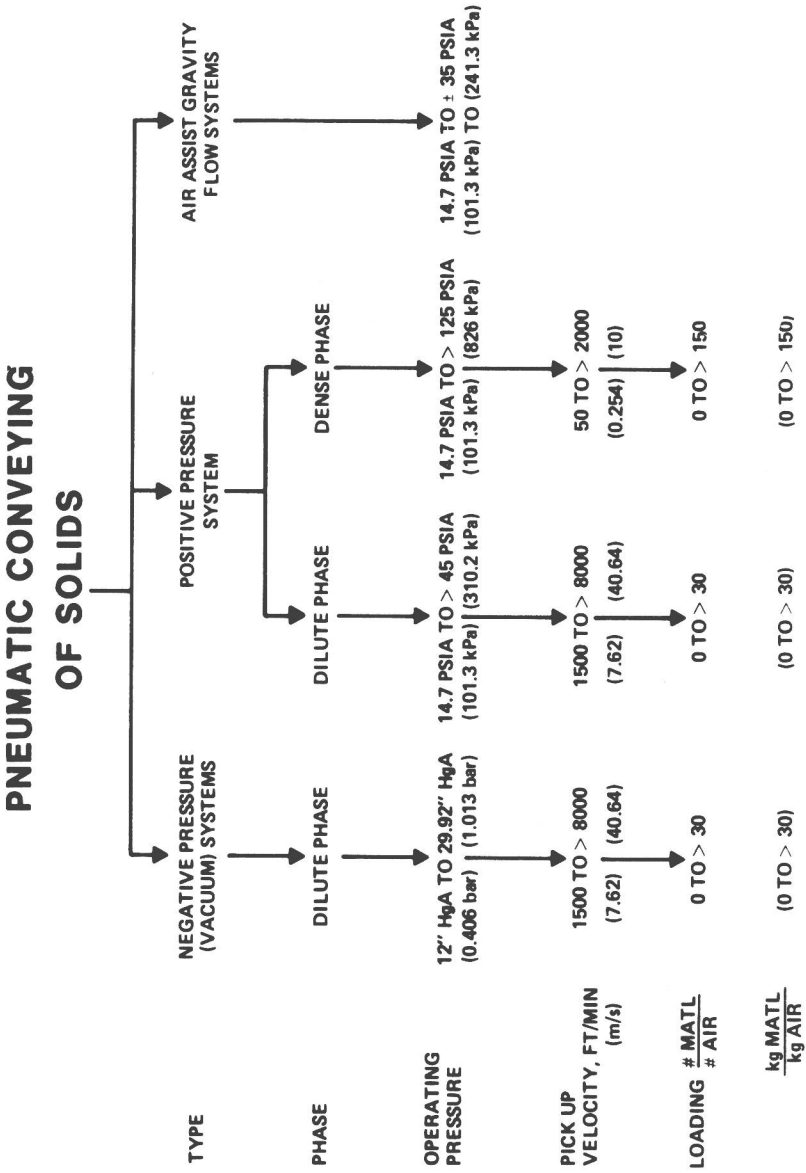 PNEUMATIC CONVEYING
OF SOLIDS
TYPE
NEGATIVE PRESSURE
(VACUUM) SYSTEMS
POSITIVE PRESSURE
SYSTEM
AIR ASSIST GRAVITY
FLOW SYSTEMS
PHASE
DILUTE PHASE
DILUTE PHASE
DENSE PHASE
OPERATING
PRESSURE
12″ HgA TO 29.92″ HgA
(0.406 bar) (1.013 bar)
14.7 PSIA TO > 45 PSIA
(101.3 kPa) (310.2 kPa)
14.7 PSIA TO > 125 PSIA
(101.3 kPa) (826 kPa)
14.7 PSIA TO ± 35 PSIA
(101.3 kPa) TO (241.3 kPa)
PICK UP
VELOCITY, FT/MIN
(m/s)
1500 TO > 8000
(7.62) (40.64)
1500 TO > 8000
(7.62) (40.64)
50 TO > 2000
(0.254) (10)
LOADING # MATL
# AIR
0 TO > 30
0 TO > 30
0 TO > 150
kg MATL
kg AIR
(0 TO > 30)
(0 TO > 30)
(0 TO > 150)